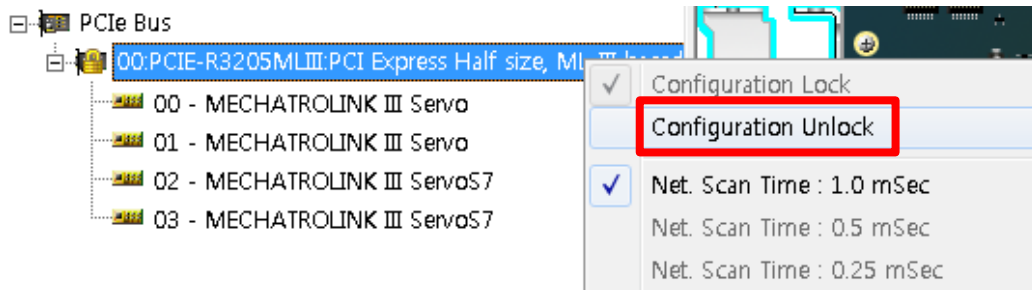 PCIe Bus
00:PCIE-R3205MLⅢ:PCI Express Half size, ML-Ⅲ board
00 - MECHATROLINK Ⅲ Servo
01 - MECHATROLINK Ⅲ Servo
02 - MECHATROLINK Ⅲ ServoS7
03 - MECHATROLINK Ⅲ ServoS7
Configuration Lock
Configuration Unlock
Net. Scan Time : 1.0 mSec
Net. Scan Time : 0.5 mSec
Net. Scan Time : 0.25 mSec